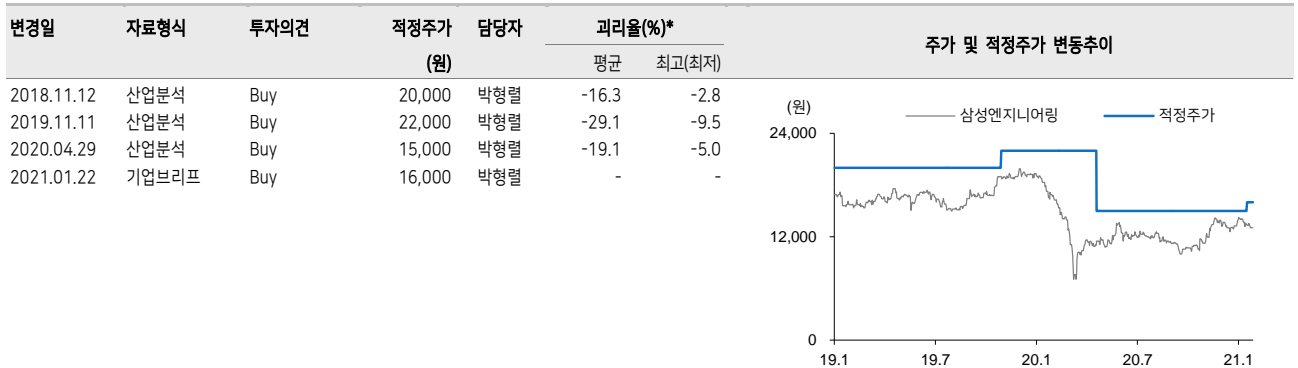 변경일 자료형식 투자의견 적정주가 담당자 괴리율(%)* 주가 및 적정주가 변동추이
(원) 평균 최고(최저)
2018.11.12 산업분석 Buy 20,000 박형렬 -16.3 -2.8
2019.11.11 산업분석 Buy 22,000 박형렬 -29.1 -9.5
2020.04.29 산업분석 Buy 15,000 박형렬 -19.1 -5.0
2021.01.22 기업브리프 Buy 16,000 박형렬 - -
(원) 삼성엔지니어링 적정주가
24,000
12,000
0
19.1 19.7 20.1 20.7 21.1